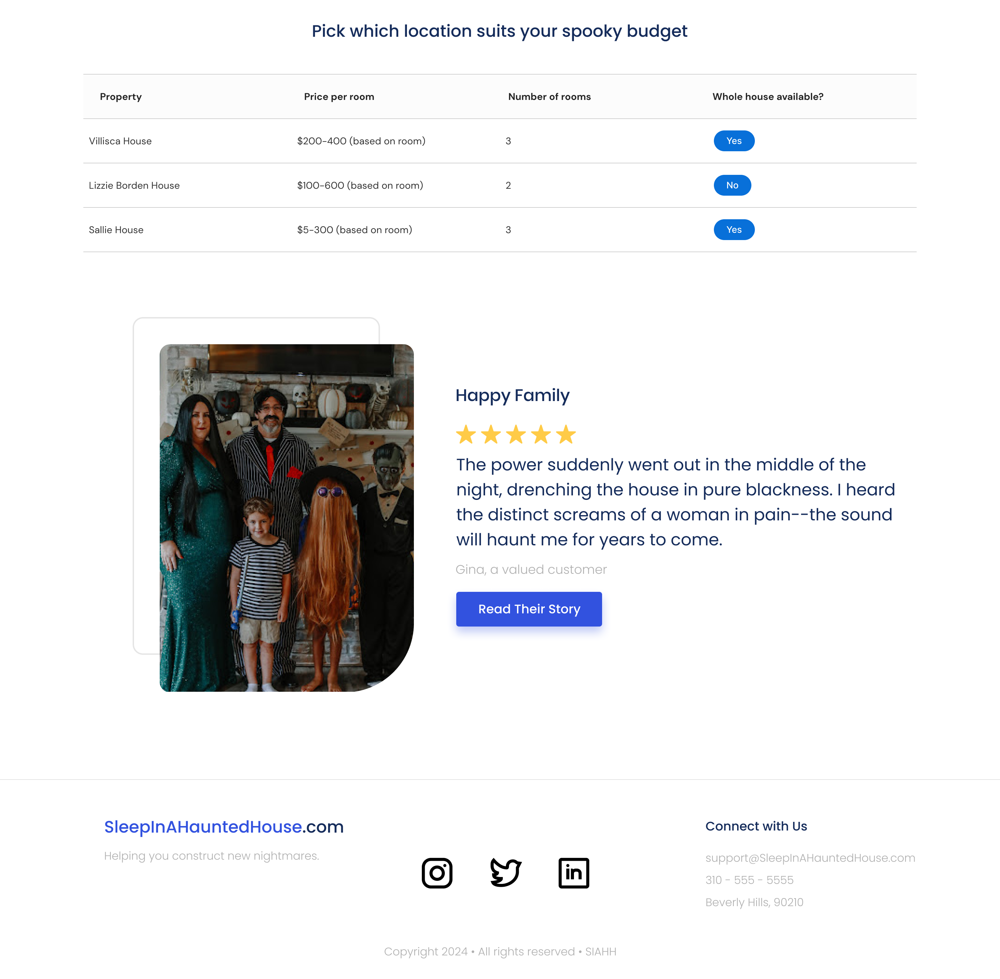 Pick which location suits your spooky budget
Property Price per room Number of rooms Whole house available?
Villisca House $200-400 (based on room) 3 Yes
Lizzie Borden House $100-600 (based on room) 2 No
Sallie House $5-300 (based on room) 3 Yes
Happy Family
The power suddenly went out in the middle of the
night, drenching the house in pure blackness. I heard
the distinct screams of a woman in pain--the sound
will haunt me for years to come.
Gina, a valued customer
Read Their Story
SleepInAHauntedHouse.com
Helping you construct new nightmares.
in
Connect with Us
support@SleepInAHauntedHouse.com
310 - 555 - 5555
Beverly Hills, 90210
Copyright 2024 • All rights reserved • SIAHH